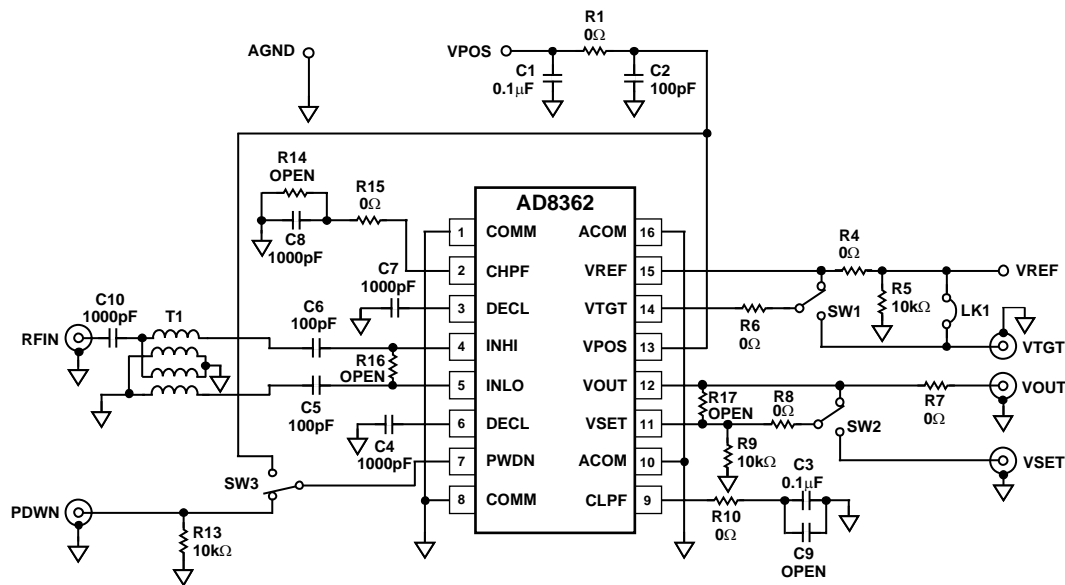 AGND
VPOS
R1
0Ω
C1
0.1μF
C2
100pF
R14
OPEN
C8
1000pF
R15
0Ω
C7
1000pF
C10
1000pF
T1
RFIN
C6
100pF
R16
OPEN
C5
100pF
C4
1000pF
SW3
PDWN
R13
10kΩ
AD8362
1 COMM ACOM 16
2 CHPF VREF 15
3 DECL VTGT 14
4 INHI VPOS 13
5 INLO VOUT 12
6 DECL VSET 11
7 PWDN ACOM 10
8 COMM CLPF 9
R4
0Ω
VREF
R5
10kΩ
LK1
SW1
R6
0Ω
VTGT
R17
OPEN
R8
0Ω
SW2
R7
0Ω
VOUT
R9
10kΩ
VSET
C3
0.1μF
R10
0Ω
C9
OPEN